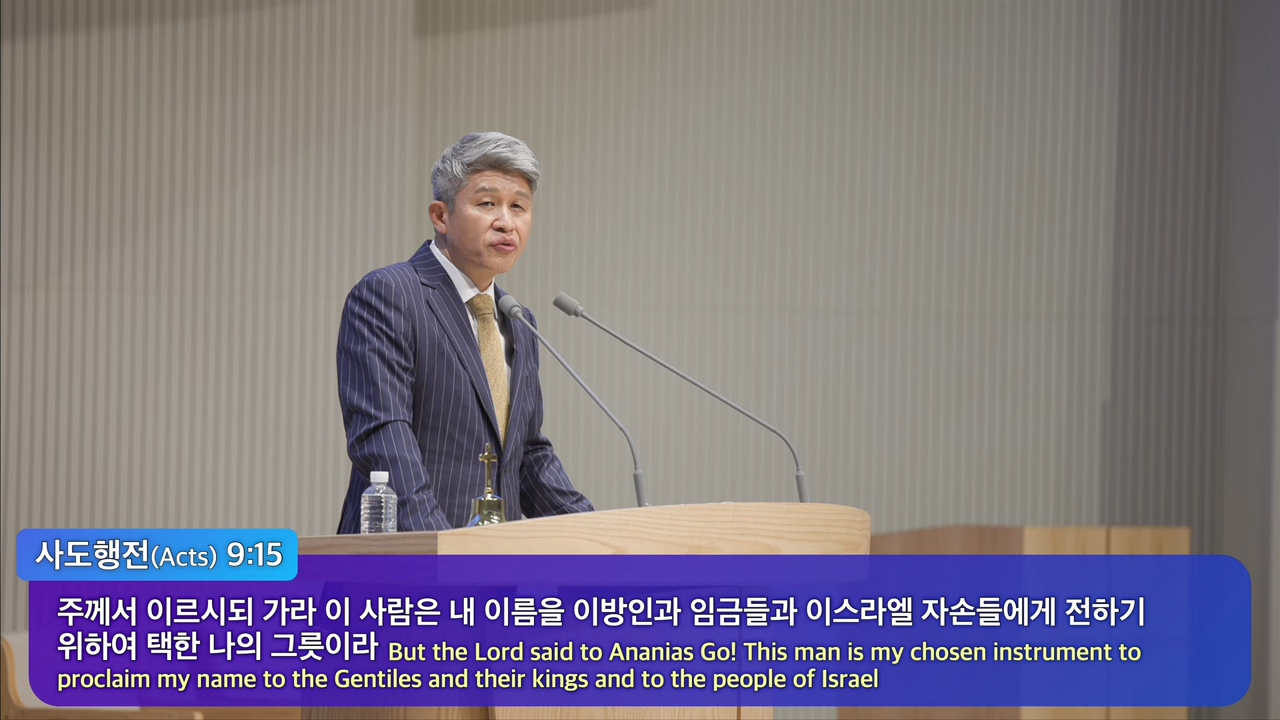 사도행전(Acts) 9:15
주께서 이르시되 가라 이 사람은 내 이름을 이방인과 임금들과 이스라엘 자손들에게 전하기
위하여 택한 나의 그릇이라 But the Lord said to Ananias Go! This man is my chosen instrument to
proclaim my name to the Gentiles and their kings and to the people of Israel